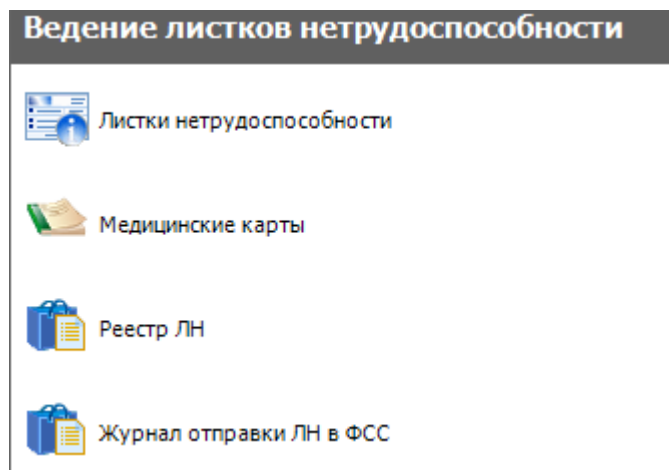 Ведение листков нетрудоспособности
Листки нетрудоспособности
Медицинские карты
Реестр ЛН
Журнал отправки ЛН в ФСС